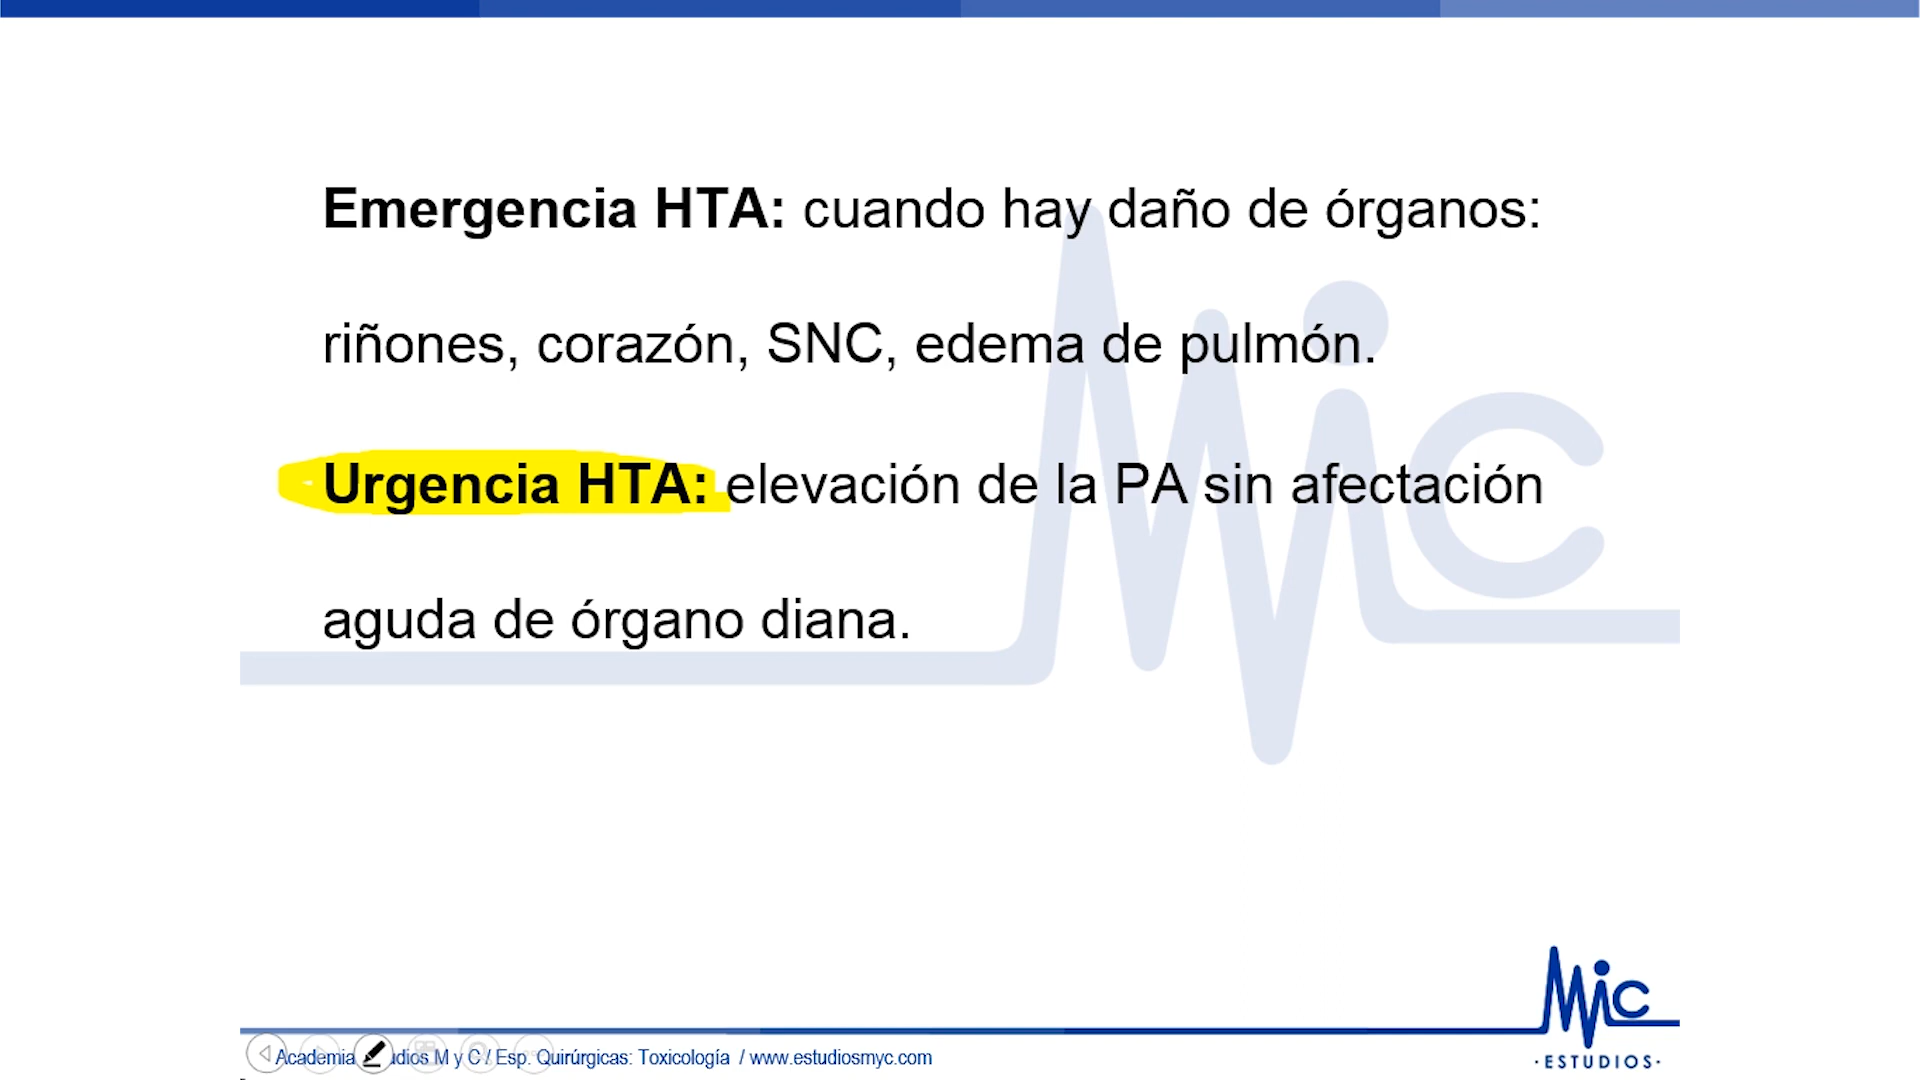 Emergencia HTA: cuando hay daño de órganos:
riñones, corazón, SNC, edema de pulmón.
Urgencia HTA: elevación de la PA sin afectación
aguda de órgano diana.
MiC
MiC
·ESTUDIOS·
Academia M y C / Esp. Quirúrgicas: Toxicología / www.estudiosmyc.com